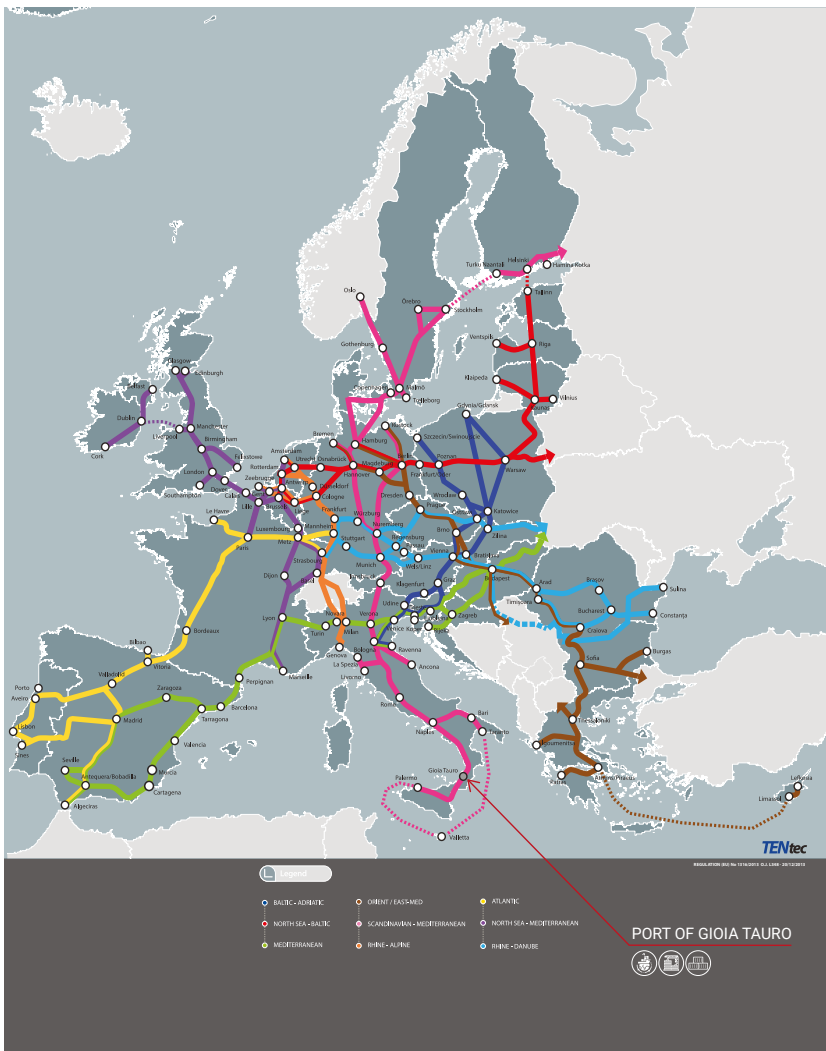 Helsinki
Turku Naantali
Hamina Kotka
Oslo
Örebro
Stockholm
Tallinn
Gothenburg
Ventspils
Riga
Glasgow
Edinburgh
Klaipeda
Belfast
Copenhagen
Malmö
Trelleborg
Vilnius
Kaunas
Gdynia/Gdansk
Dublin
Manchester
Liverpool
Rostock
Bremen
Hamburg
Szczecin/Swinoujscie
Cork
Birmingham
Felixstowe
Amsterdam
Utrecht
Osnabrück
Berlin
Poznan
Warsaw
London
Rotterdam
Magdeburg
Hannover
Frankfurt/Oder
Southampton
Dover
Zeebrugge
Antwerp
Düsseldorf
Calais
Gent
Cologne
Dresden
Wroclaw
Lille
Brussels
Liège
Prague
Katowice
Le Havre
Frankfurt
Luxembourg
Mannheim
Würzburg
Nuremberg
Brno
Zilina
Paris
Metz
Stuttgart
Regensburg
Passau
Strasbourg
Munich
Wels/Linz
Vienna
Bratislava
Dijon
Basel
Innsbruck
Klagenfurt
Graz
Budapest
Arad
Brașov
Sulina
Timișoara
Udine
Bucharest
Constanța
Lyon
Novara
Verona
Venice
Koper
Zagreb
Craiova
Turin
Milan
Bordeaux
Bologna
Ravenna
Genova
Bilbao
La Spezia
Ancona
Sofia
Burgas
Vitoria
Marseille
Livorno
Valladolid
Perpignan
Porto
Aveiro
Zaragoza
Roma
Barcelona
Tarragona
Bari
Madrid
Naples
Taranto
Thessaloniki
Lisbon
Sines
Valencia
Igoumenitsa
Seville
Murcia
Gioia Tauro
Palermo
Antequera/Bobadilla
Cartagena
Patras
Athens/Piraeus
Lefkosia
Limassol
Algeciras
Valletta
TENtec
REGULATION (EU) No 1316/2013 O.J. L348 - 20/12/2013
Legend
BALTIC - ADRIATIC
ORIENT / EAST-MED
ATLANTIC
NORTH SEA - BALTIC
SCANDINAVIAN - MEDITERRANEAN
NORTH SEA - MEDITERRANEAN
MEDITERRANEAN
RHINE - ALPINE
RHINE - DANUBE
PORT OF GIOIA TAURO